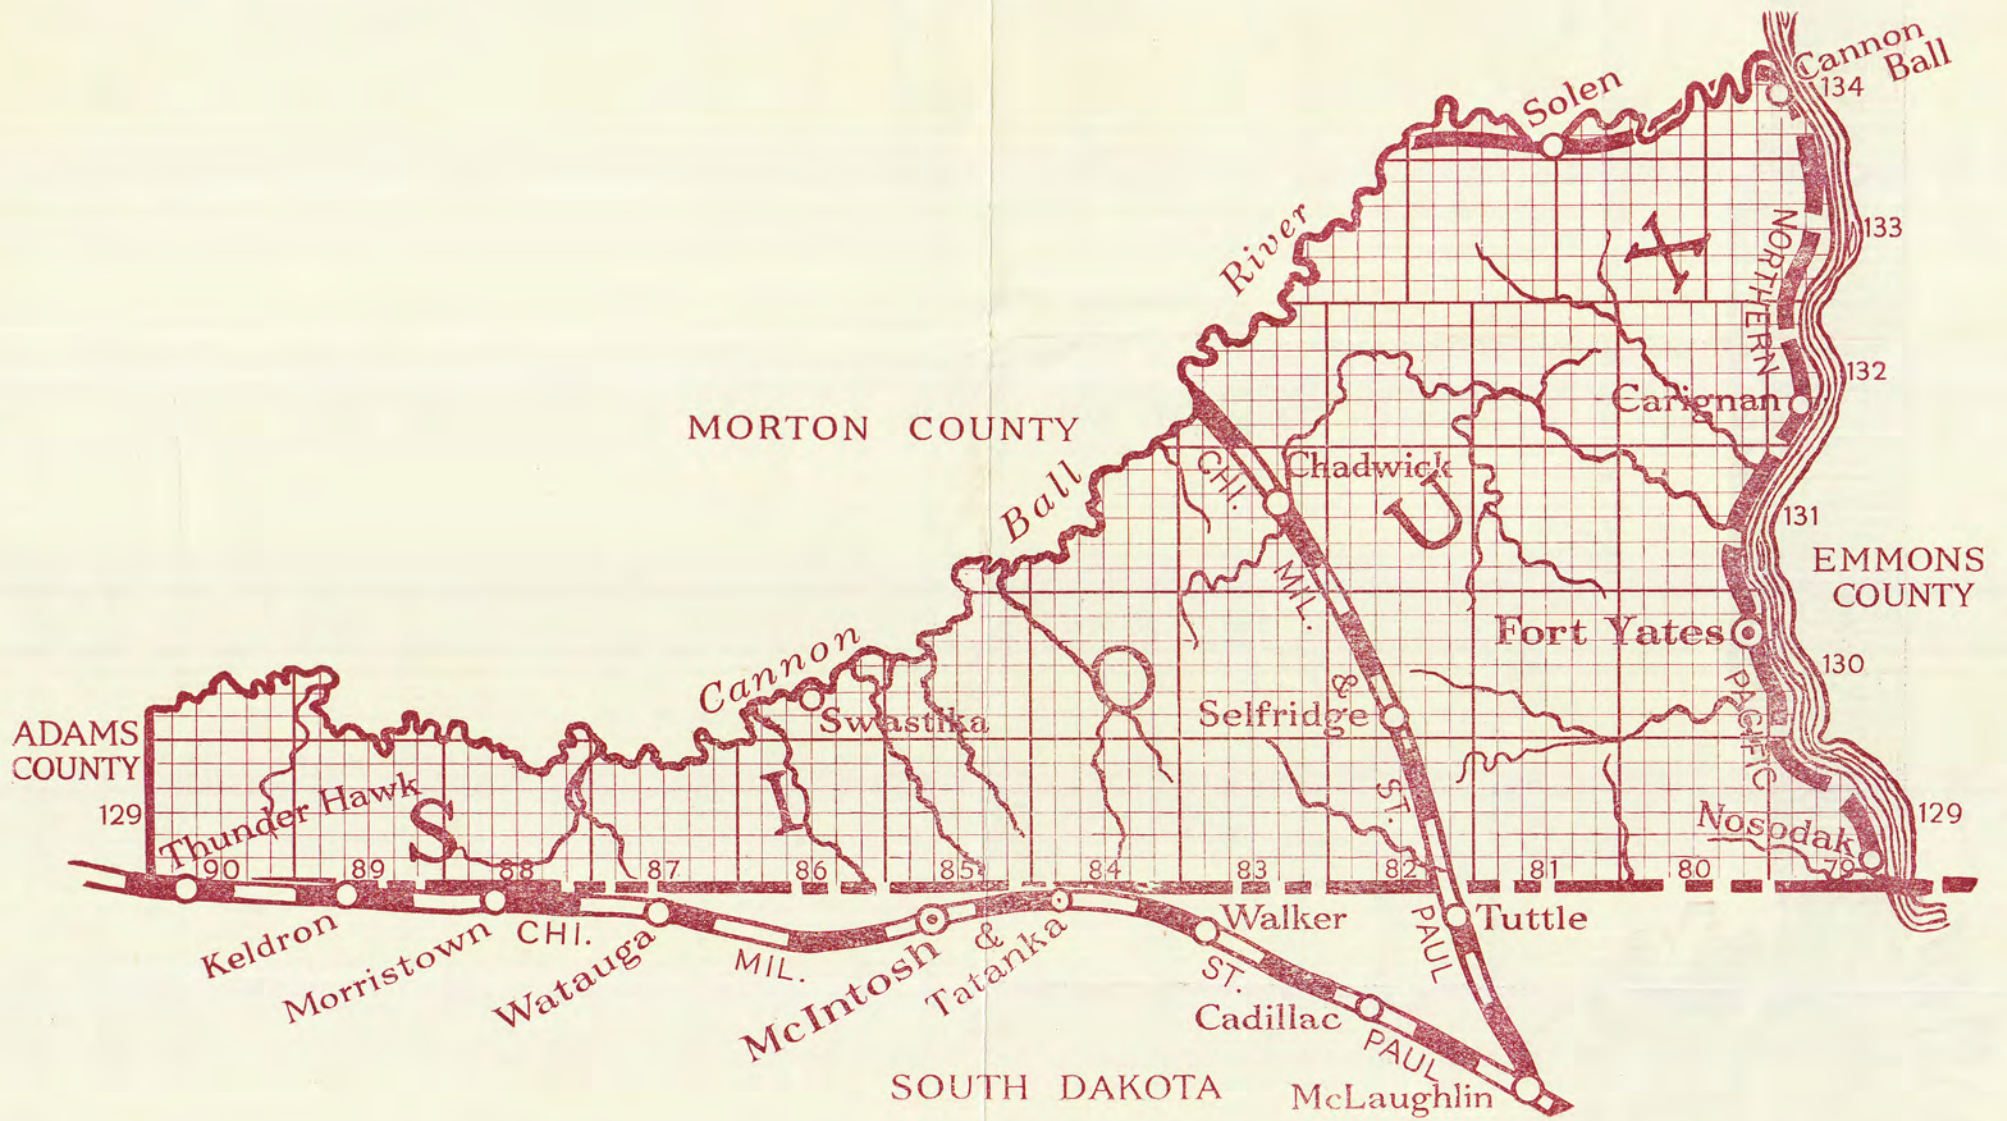 Cannon
Ball
134
Solen
133
NORTHERN
X
River
132
Carignan
MORTON COUNTY
CHI.
Chadwick
U
Ball
131
EMMONS
COUNTY
MIL.
Fort Yates
130
PACIFIC
Cannon
O
Swastika
Selfridge
&
ADAMS
COUNTY
129
Thunder Hawk
S
I
ST.
Nosodak
129
90
89
88
87
86
85
84
83
82
81
80
79
Keldron
Morristown
CHI.
Watauga
MIL.
McIntosh
&
Tatanka
Walker
ST.
PAUL
Tuttle
Cadillac
PAUL
SOUTH DAKOTA
McLaughlin